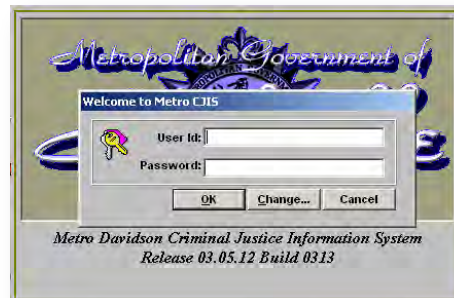 Metropolitan Government of
Welcome to Metro CJIS
User Id:
Password:
OK Change... Cancel
Metro Davidson Criminal Justice Information System
Release 03.05.12 Build 0313